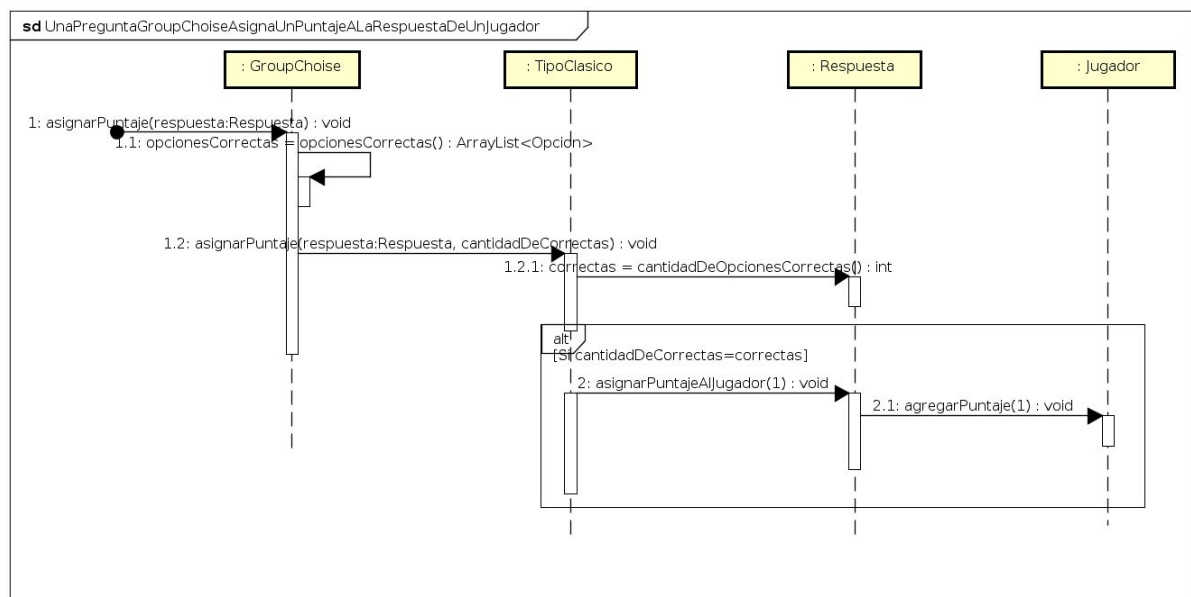 sd UnaPreguntaGroupChoiseAsignaUnPuntajeALaRespuestaDeUnJugador
: GroupChoise
: TipoClasico
: Respuesta
: Jugador
1: asignarPuntaje(respuesta:Respuesta) : void
1.1: opcionesCorrectas = opcionesCorrectas() : ArrayList<Opcion>
1.2: asignarPuntaje(respuesta:Respuesta, cantidadDeCorrectas) : void
1.2.1: correctas = cantidadDeOpcionesCorrectas() : int
alt
[Si cantidadDeCorrectas=correctas]
2: asignarPuntajeAlJugador(1) : void
2.1: agregarPuntaje(1) : void